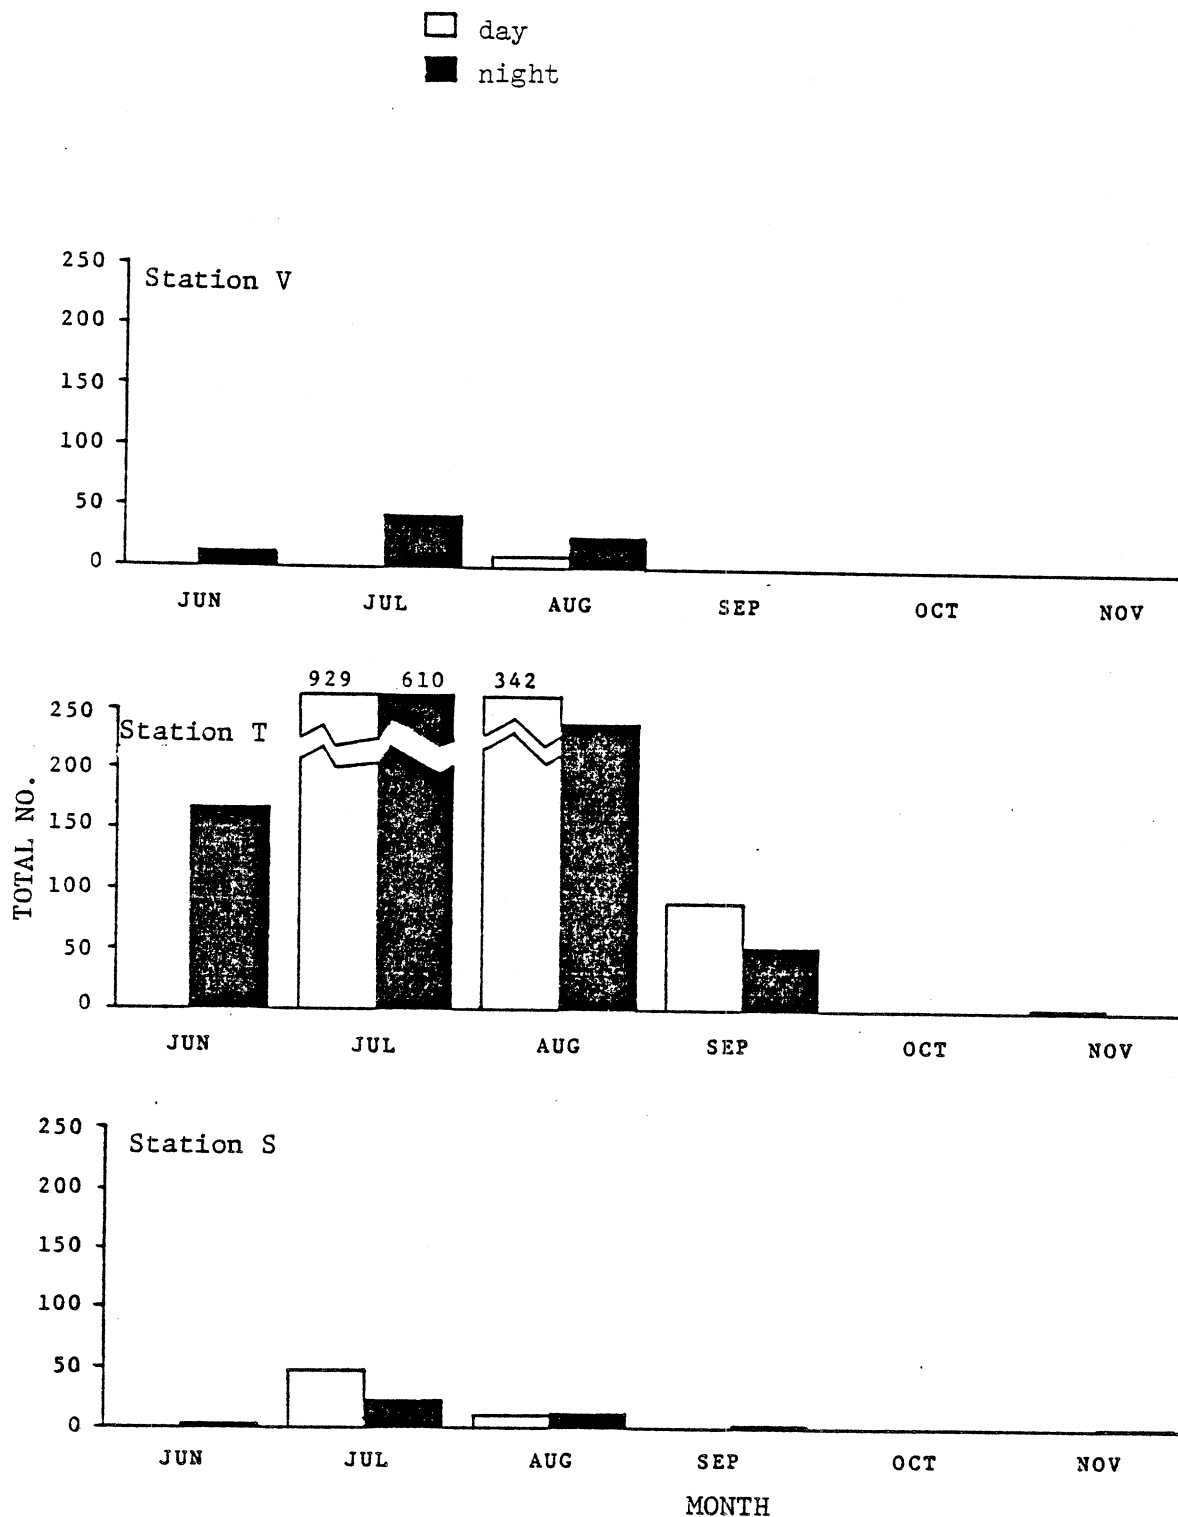 day
night
Station V
250
200
150
100
50
0
JUN JUL AUG SEP OCT NOV
929 610 342
Station T
TOTAL NO.
250
200
150
100
50
0
JUN JUL AUG SEP OCT NOV
Station S
250
200
150
100
50
0
JUN JUL AUG SEP OCT NOV
MONTH